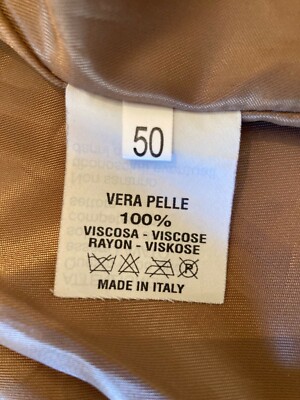 50
VERA PELLE
100%
VISCOSA - VISCOSE
RAYON - VISKOSE
MADE IN ITALY